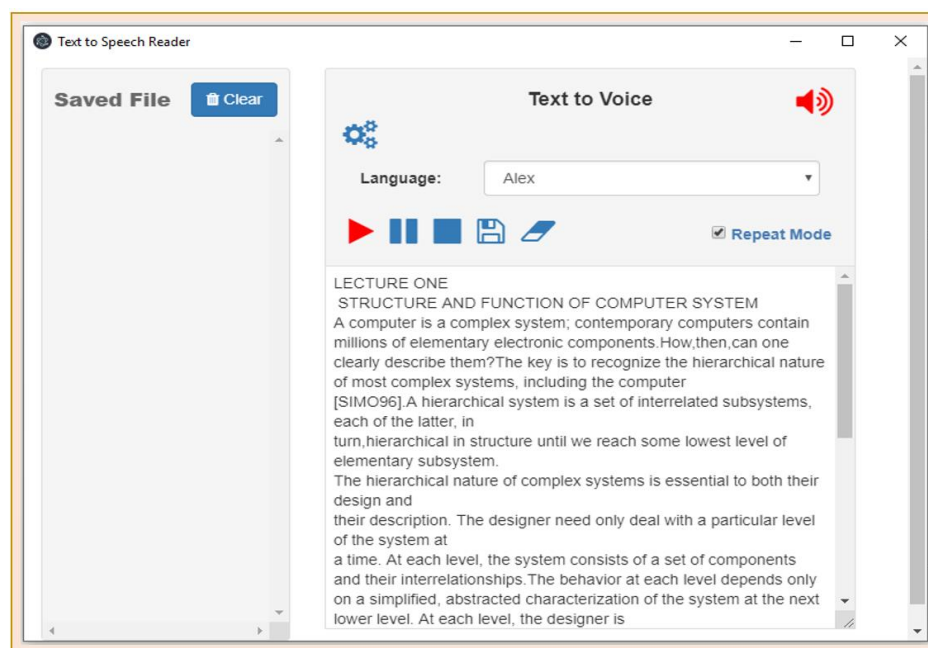 Text to Speech Reader
Saved File
Clear
Text to Voice
Language:
Alex
Repeat Mode
LECTURE ONE
STRUCTURE AND FUNCTION OF COMPUTER SYSTEM
A computer is a complex system; contemporary computers contain
millions of elementary electronic components.How,then,can one
clearly describe them?The key is to recognize the hierarchical nature
of most complex systems, including the computer
[SIMO96].A hierarchical system is a set of interrelated subsystems,
each of the latter, in
turn,hierarchical in structure until we reach some lowest level of
elementary subsystem.
The hierarchical nature of complex systems is essential to both their
design and
their description. The designer need only deal with a particular level
of the system at
a time. At each level, the system consists of a set of components
and their interrelationships.The behavior at each level depends only
on a simplified, abstracted characterization of the system at the next
lower level. At each level, the designer is